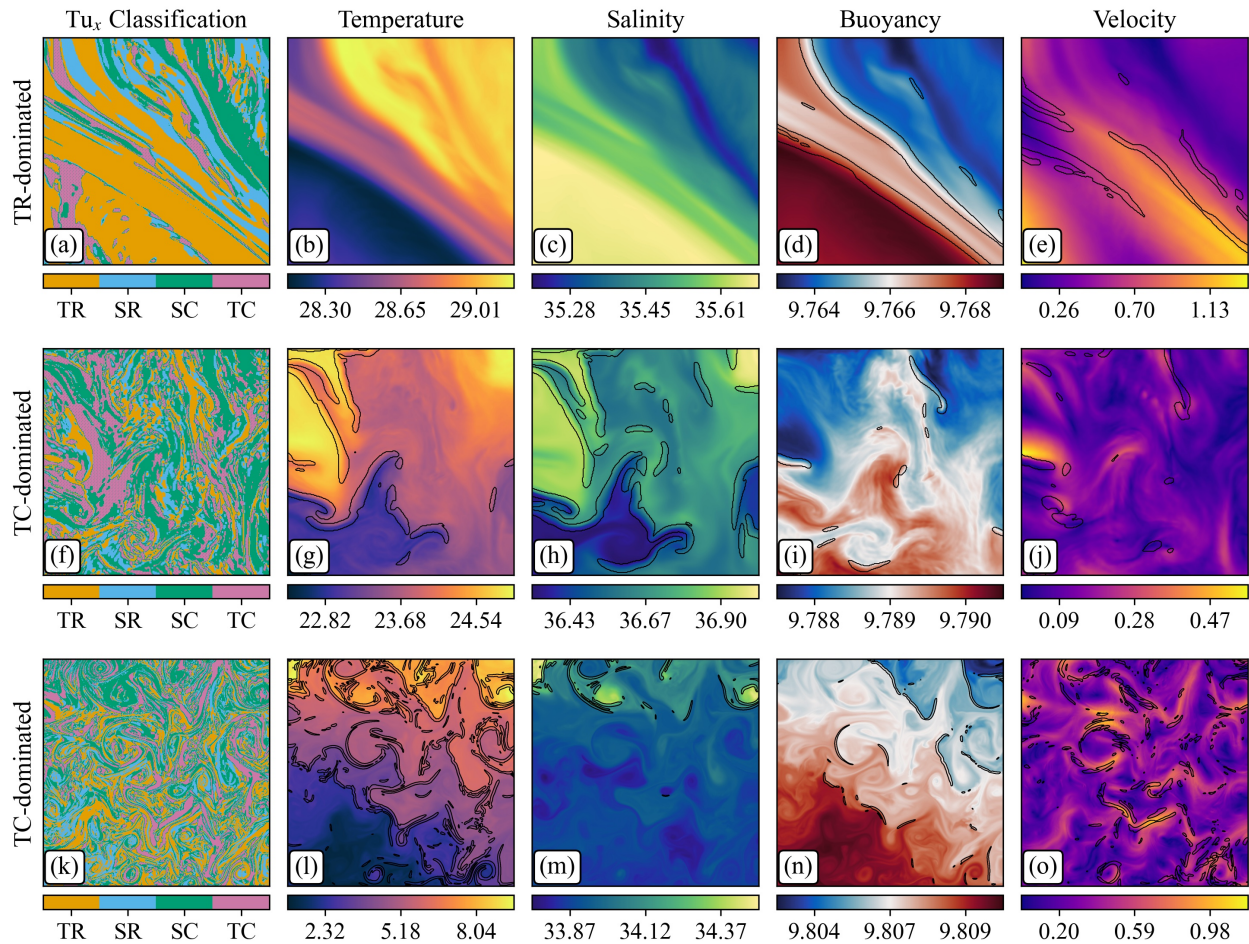 Tuₓ Classification Temperature Salinity Buoyancy Velocity
TR-dominated
(a) (b) (c) (d) (e)
TR SR SC TC 28.30 28.65 29.01 35.28 35.45 35.61 9.764 9.766 9.768 0.26 0.70 1.13
TC-dominated
(f) (g) (h) (i) (j)
TR SR SC TC 22.82 23.68 24.54 36.43 36.67 36.90 9.788 9.789 9.790 0.09 0.28 0.47
TC-dominated
(k) (l) (m) (n) (o)
TR SR SC TC 2.32 5.18 8.04 33.87 34.12 34.37 9.804 9.807 9.809 0.20 0.59 0.98